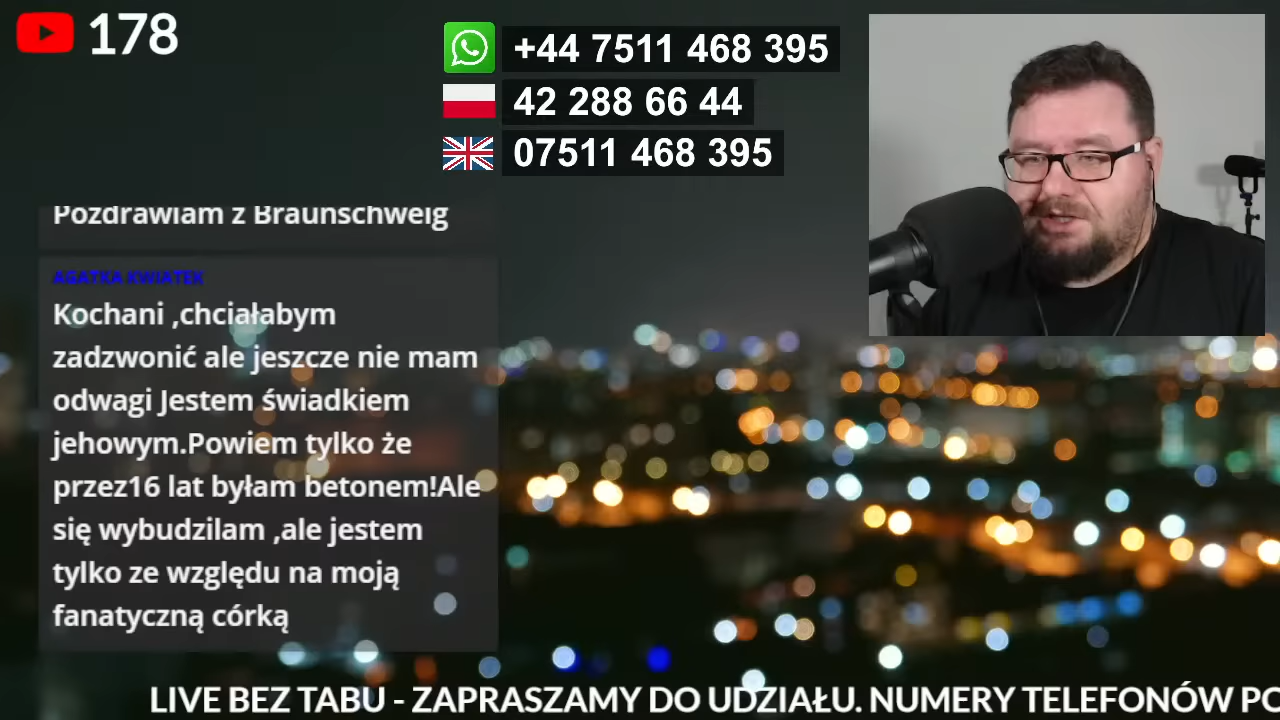 178
+44 7511 468 395
42 288 66 44
07511 468 395
Pozdrawiam z Braunschweig
AGATKA KWIATEK
Kochani ,chciałabym
zadzwonić ale jeszcze nie mam
odwagi Jestem świadkiem
jehowym.Powiem tylko że
przez16 lat byłam betonem!Ale
się wybudzilam ,ale jestem
tylko ze względu na moją
fanatyczną córką
LIVE BEZ TABU - ZAPRASZAMY DO UDZIAŁU. NUMERY TELEFONÓW PO